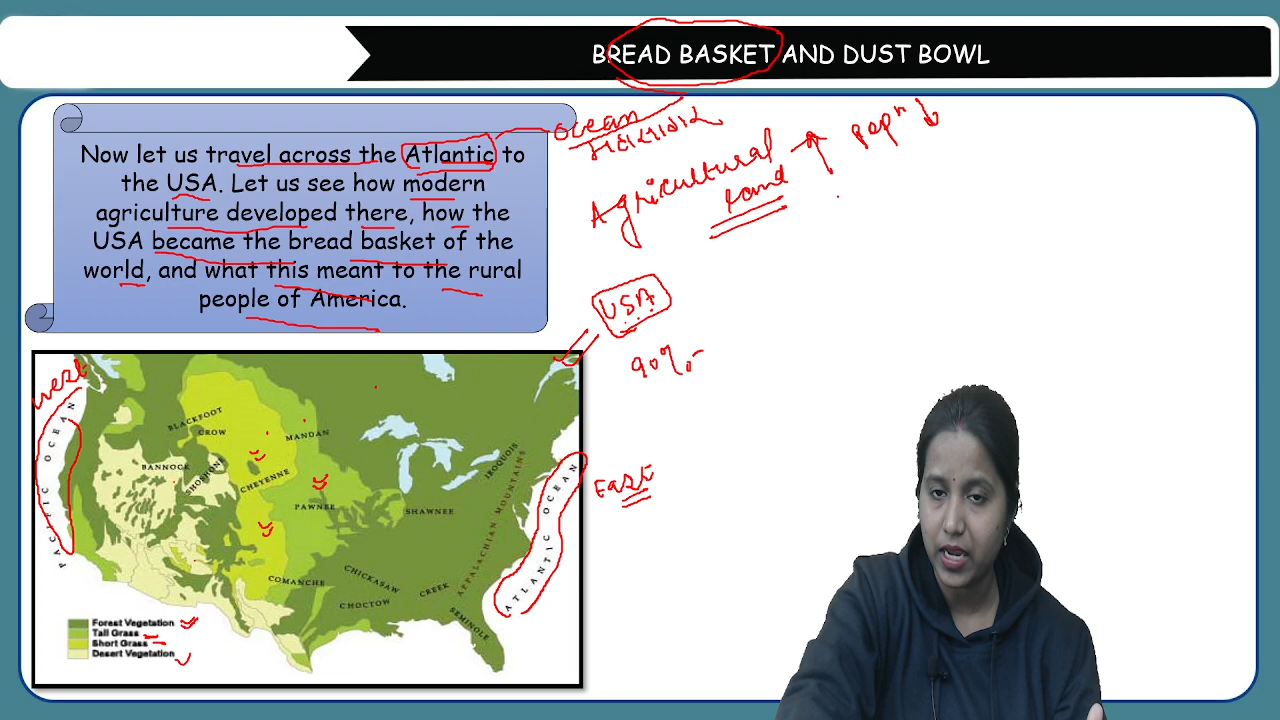 BREAD BASKET AND DUST BOWL
Now let us travel across the Atlantic to
the USA. Let us see how modern
agriculture developed there, how the
USA became the bread basket of the
world, and what this meant to the rural
people of America.
ocean
Agricultural
land
popⁿ
USA
90%
West
East
PACIFIC OCEAN
ATLANTIC OCEAN
BLACKFOOT
CROW
MANDAN
BANNOCK
SHOSHONE
CHEYENNE
PAWNEE
SHAWNEE
IROQUOIS
APPALACHIAN MOUNTAINS
COMANCHE
CHICKASAW
CHOCTOW
CREEK
SEMINOLE
Forest Vegetation
Tall Grass
Short Grass
Desert Vegetation